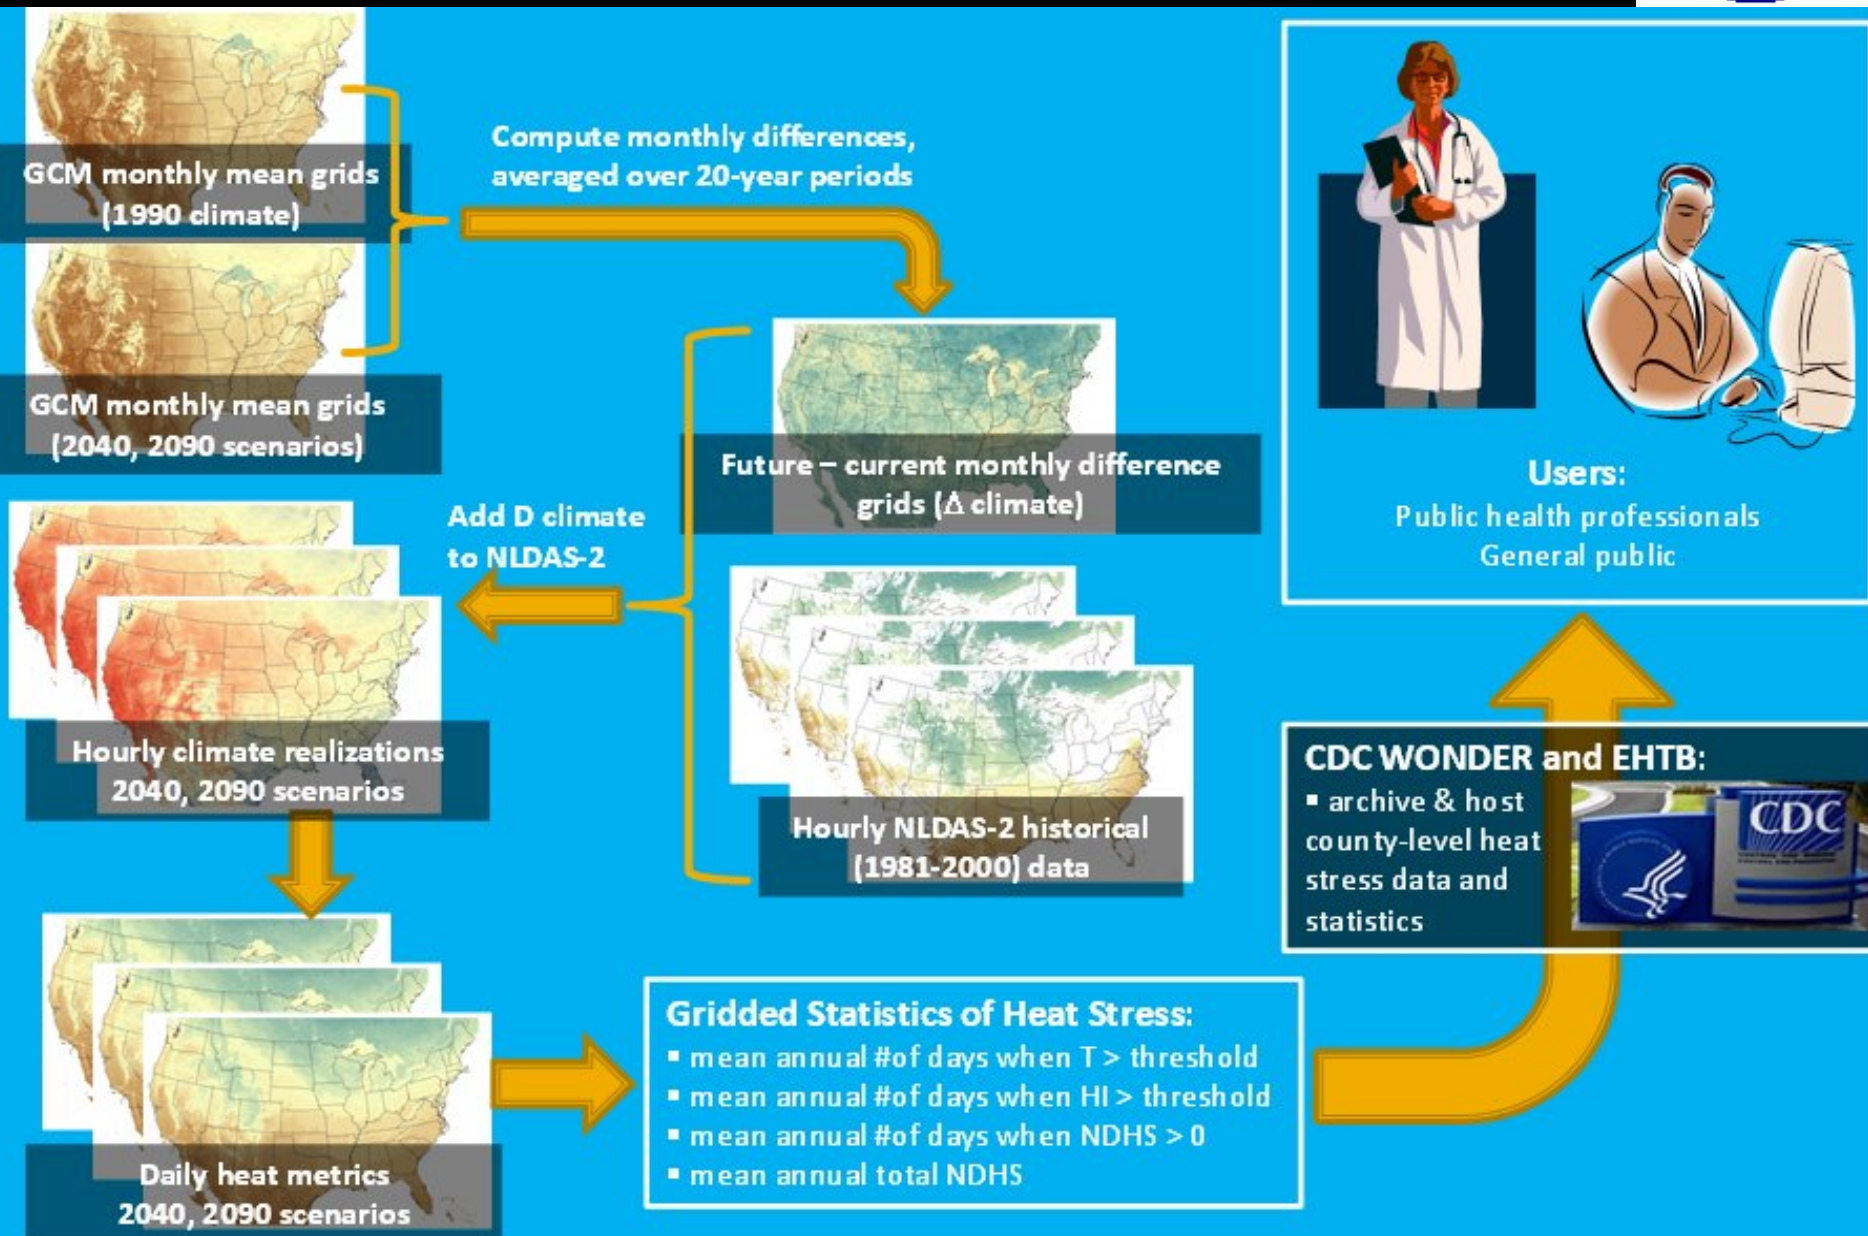 GCM monthly mean grids
(1990 climate)
GCM monthly mean grids
(2040, 2090 scenarios)
Compute monthly differences,
averaged over 20-year periods
Future – current monthly difference
grids (Δ climate)
Add D climate
to NLDAS-2
Hourly NLDAS-2 historical
(1981-2000) data
Hourly climate realizations
2040, 2090 scenarios
Daily heat metrics
2040, 2090 scenarios
Gridded Statistics of Heat Stress:
▪ mean annual #of days when T > threshold
▪ mean annual #of days when HI > threshold
▪ mean annual #of days when NDHS > 0
▪ mean annual total NDHS
CDC WONDER and EHTB:
▪ archive & host
county-level heat
stress data and
statistics
CDC
Users:
Public health professionals
General public